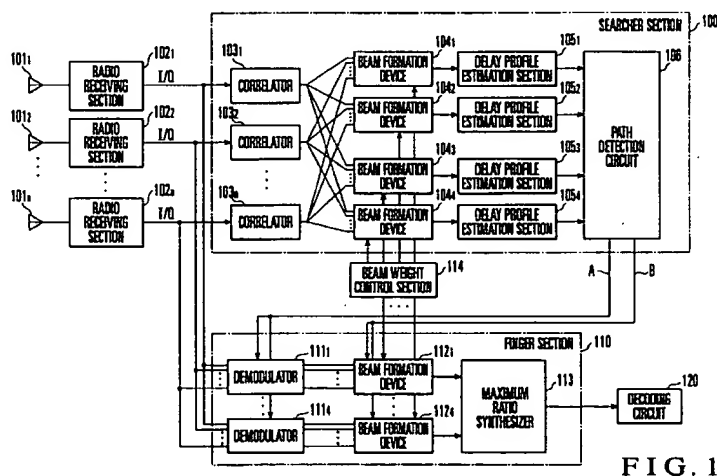 SEARCHER SECTION
100
101₁
RADIO
RECEIVING
SECTION
102₁
I/Q
103₁
CORRELATOR
BEAM FORMATION
DEVICE
104₁
DELAY PROFILE
ESTIMATION SECTION
105₁
106
PATH
DETECTION
CIRCUIT
101₂
RADIO
RECEIVING
SECTION
102₂
I/Q
103₂
CORRELATOR
BEAM FORMATION
DEVICE
104₂
DELAY PROFILE
ESTIMATION SECTION
105₂
BEAM FORMATION
DEVICE
104₃
DELAY PROFILE
ESTIMATION SECTION
105₃
101ₙ
RADIO
RECEIVING
SECTION
102ₙ
I/Q
103ₙ
CORRELATOR
BEAM FORMATION
DEVICE
104₄
DELAY PROFILE
ESTIMATION SECTION
105₄
BEAM WEIGHT
CONTROL SECTION
114
A
B
FINGER SECTION
110
111₁
DEMODULATOR
112₁
BEAM FORMATION
DEVICE
113
MAXIMUM
RATIO
SYNTHESIZER
120
DECODING
CIRCUIT
111₄
DEMODULATOR
112₄
BEAM FORMATION
DEVICE
FIG. 1